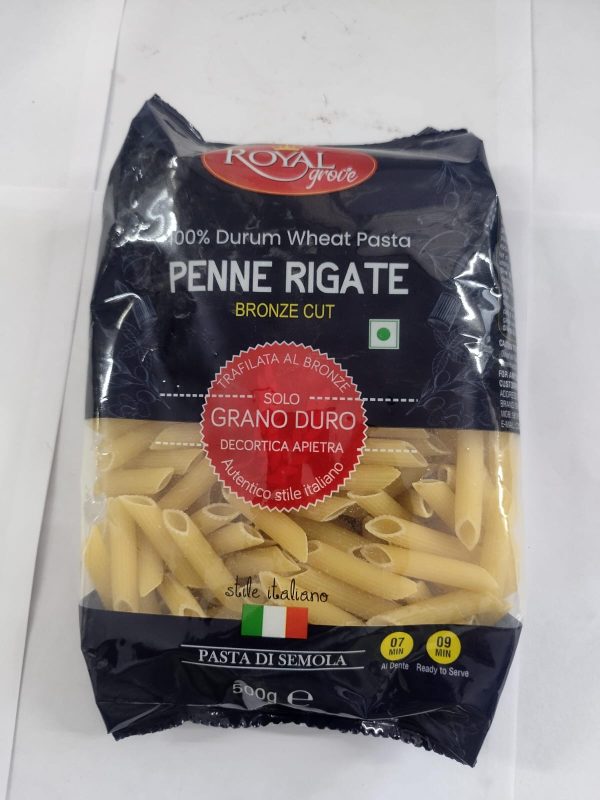 ROYAL
grove
100% Durum Wheat Pasta
PENNE RIGATE
BRONZE CUT
TRAFILATA AL BRONZE
SOLO
GRANO DURO
DECORTICA APIETRA
Autentico stile italiano
stile italiano
PASTA DI SEMOLA
07
MIN
Al Dente
09
MIN
Ready to Serve
500g ℮